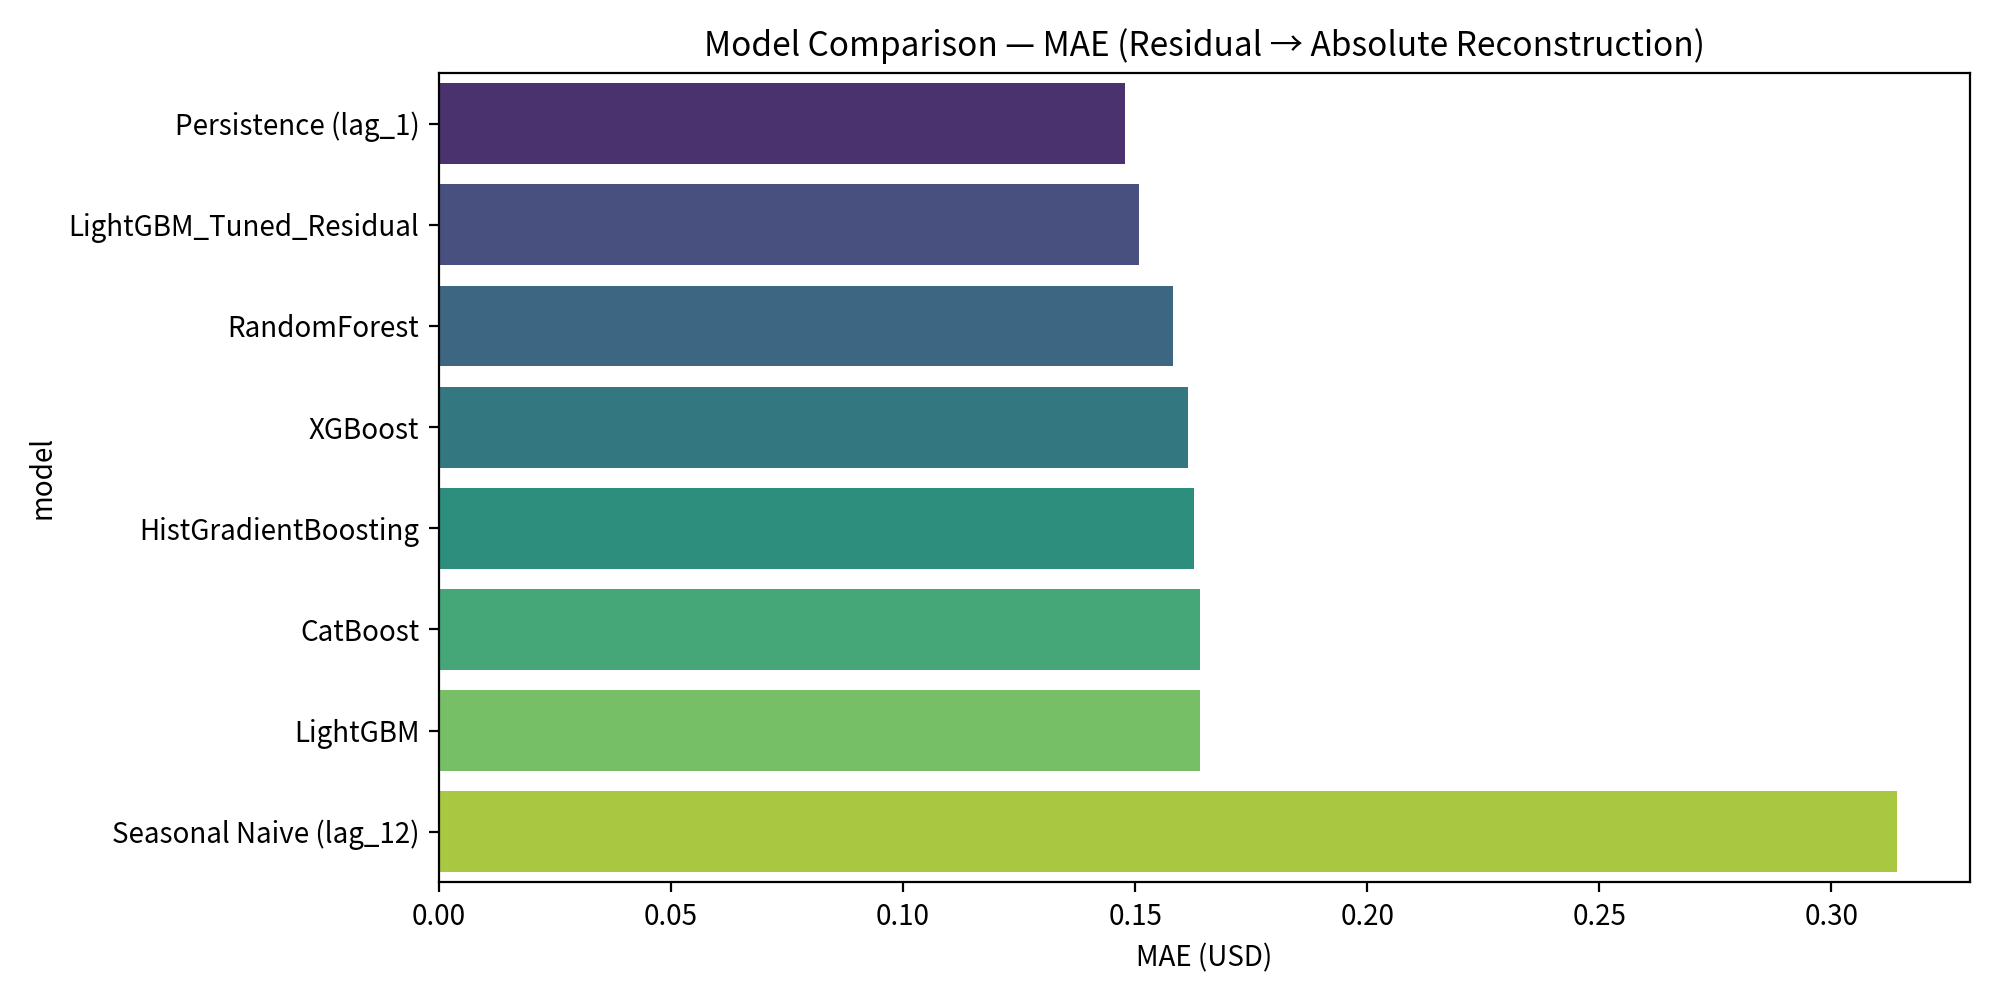 Model Comparison — MAE (Residual → Absolute Reconstruction)
Persistence (lag_1)
LightGBM_Tuned_Residual
RandomForest
XGBoost
HistGradientBoosting
CatBoost
LightGBM
Seasonal Naive (lag_12)
model
0.00 0.05 0.10 0.15 0.20 0.25 0.30
MAE (USD)